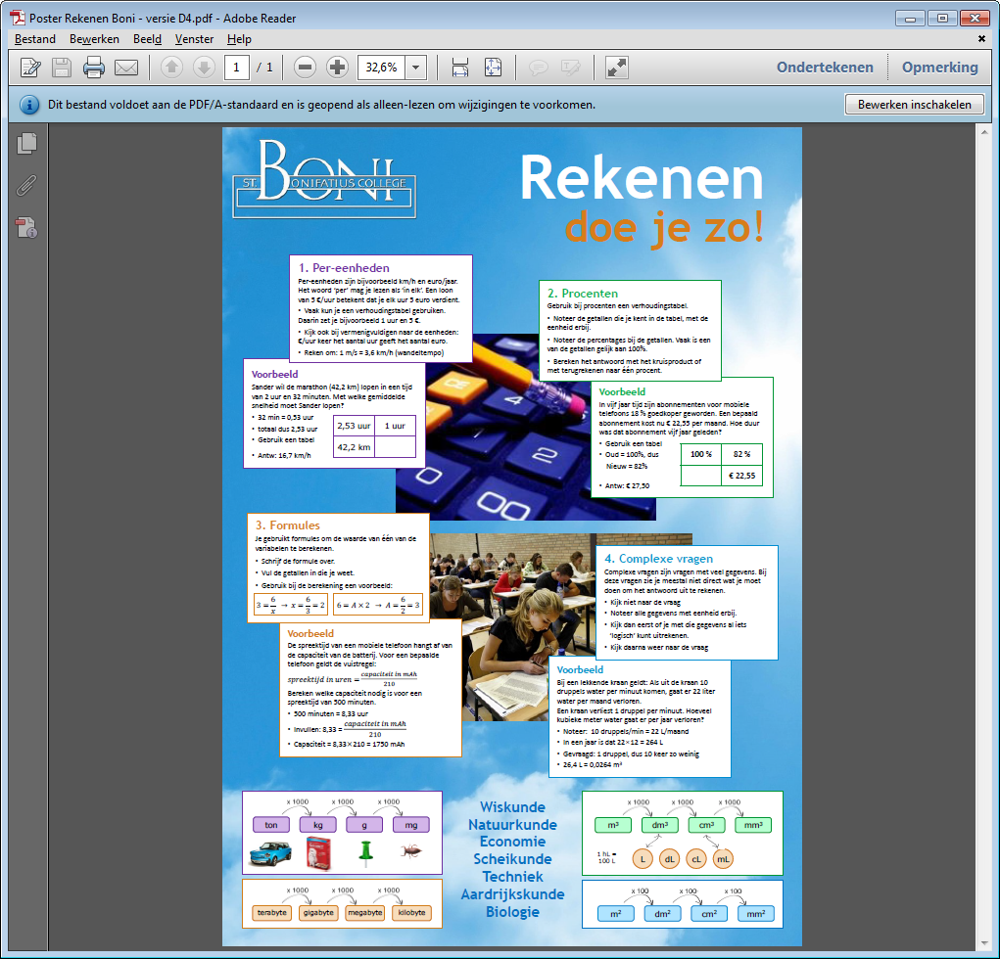 Poster Rekenen Boni - versie D4.pdf - Adobe Reader
Bestand Bewerken Beeld Venster Help
1 / 1 32,6% Ondertekenen Opmerking
Dit bestand voldoet aan de PDF/A-standaard en is geopend als alleen-lezen om wijzigingen te voorkomen. Bewerken inschakelen
BONI
ST. BONIFATIUS COLLEGE
Rekenen
doe je zo!
1. Per-eenheden
Per-eenheden zijn bijvoorbeeld km/h en euro/jaar.
Het woord 'per' mag je lezen als 'in elk'. Een loon
van 5 €/uur betekent dat je elk uur 5 euro verdient.
• Vaak kun je een verhoudingstabel gebruiken.
Daarin zet je bijvoorbeeld 1 uur en 5 €.
• Kijk ook bij vermenigvuldigen naar de eenheden:
€/uur keer het aantal uur geeft het aantal euro.
• Reken om: 1 m/s = 3,6 km/h (wandeltempo)
Voorbeeld
Sander wil de marathon (42,2 km) lopen in een tijd
van 2 uur en 32 minuten. Met welke gemiddelde
snelheid moet Sander lopen?
• 32 min = 0,53 uur
• totaal dus 2,53 uur
• Gebruik een tabel
• Antw: 16,7 km/h
2,53 uur 1 uur
42,2 km
2. Procenten
Gebruik bij procenten een verhoudingstabel.
• Noteer de getallen die je kent in de tabel, met de
eenheid erbij.
• Noteer de percentages bij de getallen. Vaak is een
van de getallen gelijk aan 100%.
• Bereken het antwoord met het kruisproduct of
met terugrekenen naar één procent.
Voorbeeld
In vijf jaar tijd zijn abonnementen voor mobiele
telefoons 18 % goedkoper geworden. Een bepaald
abonnement kost nu € 22,55 per maand. Hoe duur
was dat abonnement vijf jaar geleden?
• Gebruik een tabel
• Oud = 100%, dus
Nieuw = 82%
• Antw: € 27,50
100 % 82 %
€ 22,55
CE
4
2
0
00
3. Formules
Je gebruikt formules om de waarde van één van de
variabelen te berekenen.
• Schrijf de formule over.
• Vul de getallen in die je weet.
• Gebruik bij de berekening een voorbeeld:
3 = 6/x → x = 6/3 = 2 6 = A × 2 → A = 6/2 = 3
Voorbeeld
De spreektijd van een mobiele telefoon hangt af van
de capaciteit van de batterij. Voor een bepaalde
telefoon geldt de vuistregel:
spreektijd in uren = capaciteit in mAh/210
Bereken welke capaciteit nodig is voor een
spreektijd van 500 minuten.
• 500 minuten = 8,33 uur
• Invullen: 8,33 = capaciteit in mAh/210
• Capaciteit = 8,33 × 210 = 1750 mAh
4. Complexe vragen
Complexe vragen zijn vragen met veel gegevens. Bij
deze vragen zie je meestal niet direct wat je moet
doen om het antwoord uit te rekenen.
• Kijk niet naar de vraag
• Noteer alle gegevens met eenheid erbij.
• Kijk dan eerst of je met die gegevens al iets
'logisch' kunt uitrekenen.
• Kijk daarna weer naar de vraag
Voorbeeld
Bij een lekkende kraan geldt: Als uit de kraan 10
druppels water per minuut komen, gaat er 22 liter
water per maand verloren.
Een kraan verliest 1 druppel per minuut. Hoeveel
kubieke meter water gaat er per jaar verloren?
• Noteer: 10 druppels/min = 22 L/maand
• In een jaar is dat 22×12 = 264 L
• Gevraagd: 1 druppel, dus 10 keer zo weinig
• 26,4 L = 0,0264 m³
x 1000 x 1000 x 1000
ton kg g mg
x 1000 x 1000 x 1000
terabyte gigabyte megabyte kilobyte
Wiskunde
Natuurkunde
Economie
Scheikunde
Techniek
Aardrijkskunde
Biologie
x 1000 x 1000 x 1000
m³ dm³ cm³ mm³
1 hL =
100 L
L dL cL mL
x 100 x 100 x 100
m² dm² cm² mm²